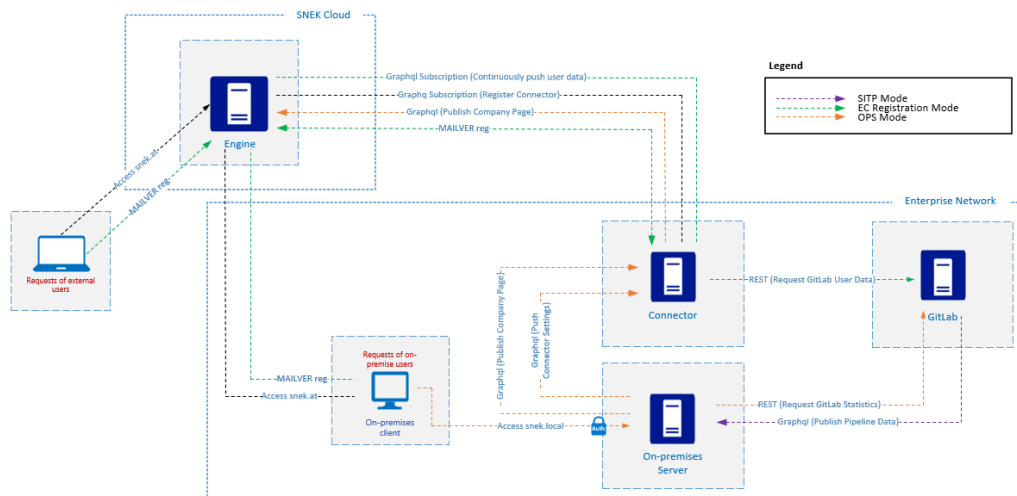 SNEK Cloud
Engine
Graphql Subscription (Continuously push user data)
Graphq Subscription (Register Connector)
Graphql (Publish Company Page)
MAILVER reg
Legend
SITP Mode
EC Registration Mode
OPS Mode
Access snek.at
MAILVER reg
Enterprise Network
Requests of external
users
Connector
REST (Request GitLab User Data)
GitLab
Graphql (Publish Company Page)
Graphql (Push
Connector Settings)
Requests of on-
premise users
MAILVER reg
Access snek.at
On-premises
client
Access snek.local
Auth
On-premises
Server
REST (Request GitLab Statistics)
Graphql (Publish Pipeline Data)